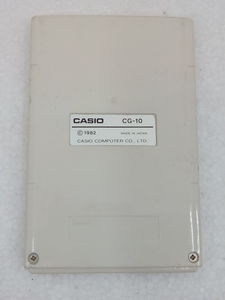 CASIO CG-10
©1982 MADE IN JAPAN
CASIO COMPUTER CO., LTD.